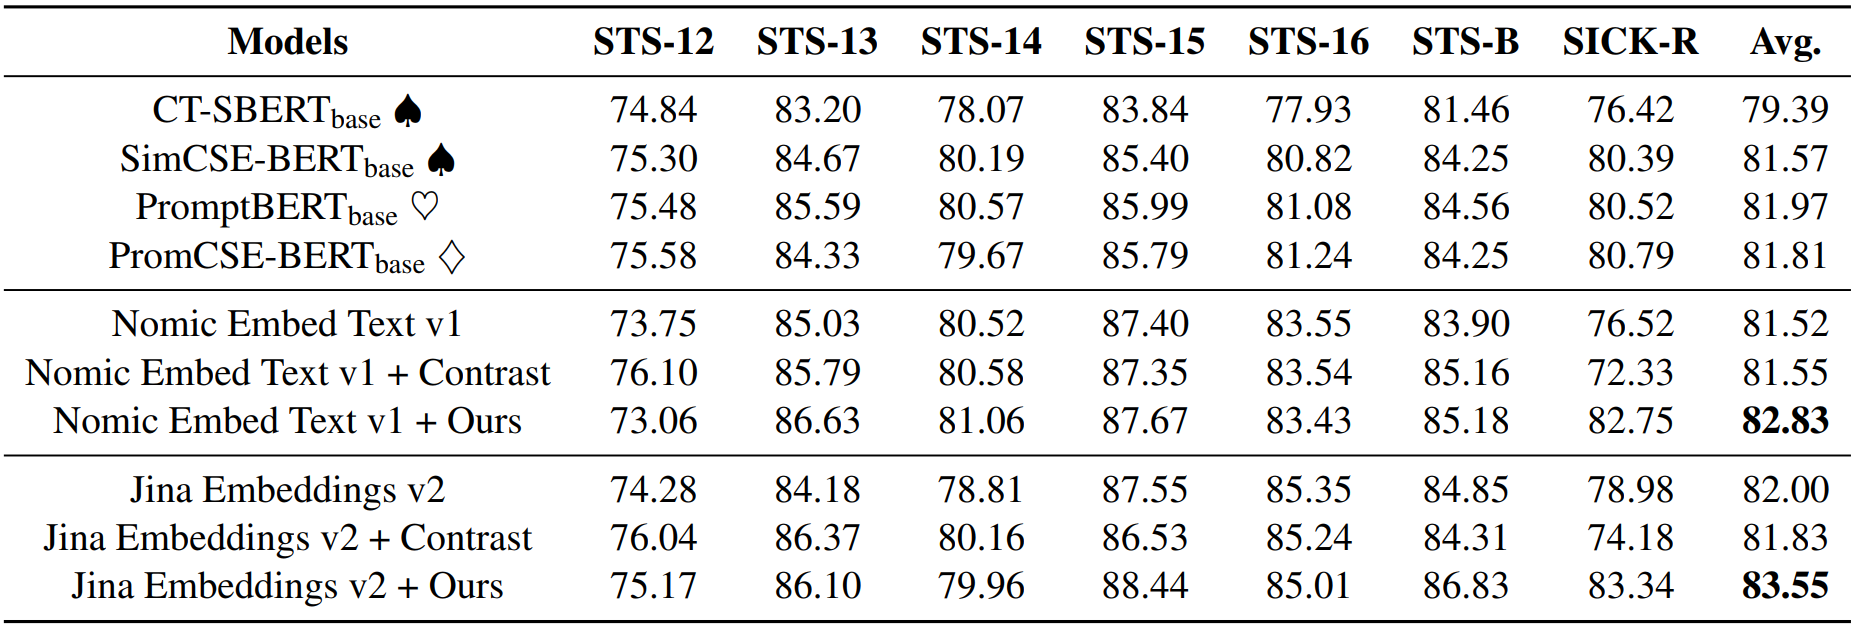 Models STS-12 STS-13 STS-14 STS-15 STS-16 STS-B SICK-R Avg.
CT-SBERTbase ♠ 74.84 83.20 78.07 83.84 77.93 81.46 76.42 79.39
SimCSE-BERTbase ♠ 75.30 84.67 80.19 85.40 80.82 84.25 80.39 81.57
PromptBERTbase ♡ 75.48 85.59 80.57 85.99 81.08 84.56 80.52 81.97
PromCSE-BERTbase ♢ 75.58 84.33 79.67 85.79 81.24 84.25 80.79 81.81
Nomic Embed Text v1 73.75 85.03 80.52 87.40 83.55 83.90 76.52 81.52
Nomic Embed Text v1 + Contrast 76.10 85.79 80.58 87.35 83.54 85.16 72.33 81.55
Nomic Embed Text v1 + Ours 73.06 86.63 81.06 87.67 83.43 85.18 82.75 82.83
Jina Embeddings v2 74.28 84.18 78.81 87.55 85.35 84.85 78.98 82.00
Jina Embeddings v2 + Contrast 76.04 86.37 80.16 86.53 85.24 84.31 74.18 81.83
Jina Embeddings v2 + Ours 75.17 86.10 79.96 88.44 85.01 86.83 83.34 83.55